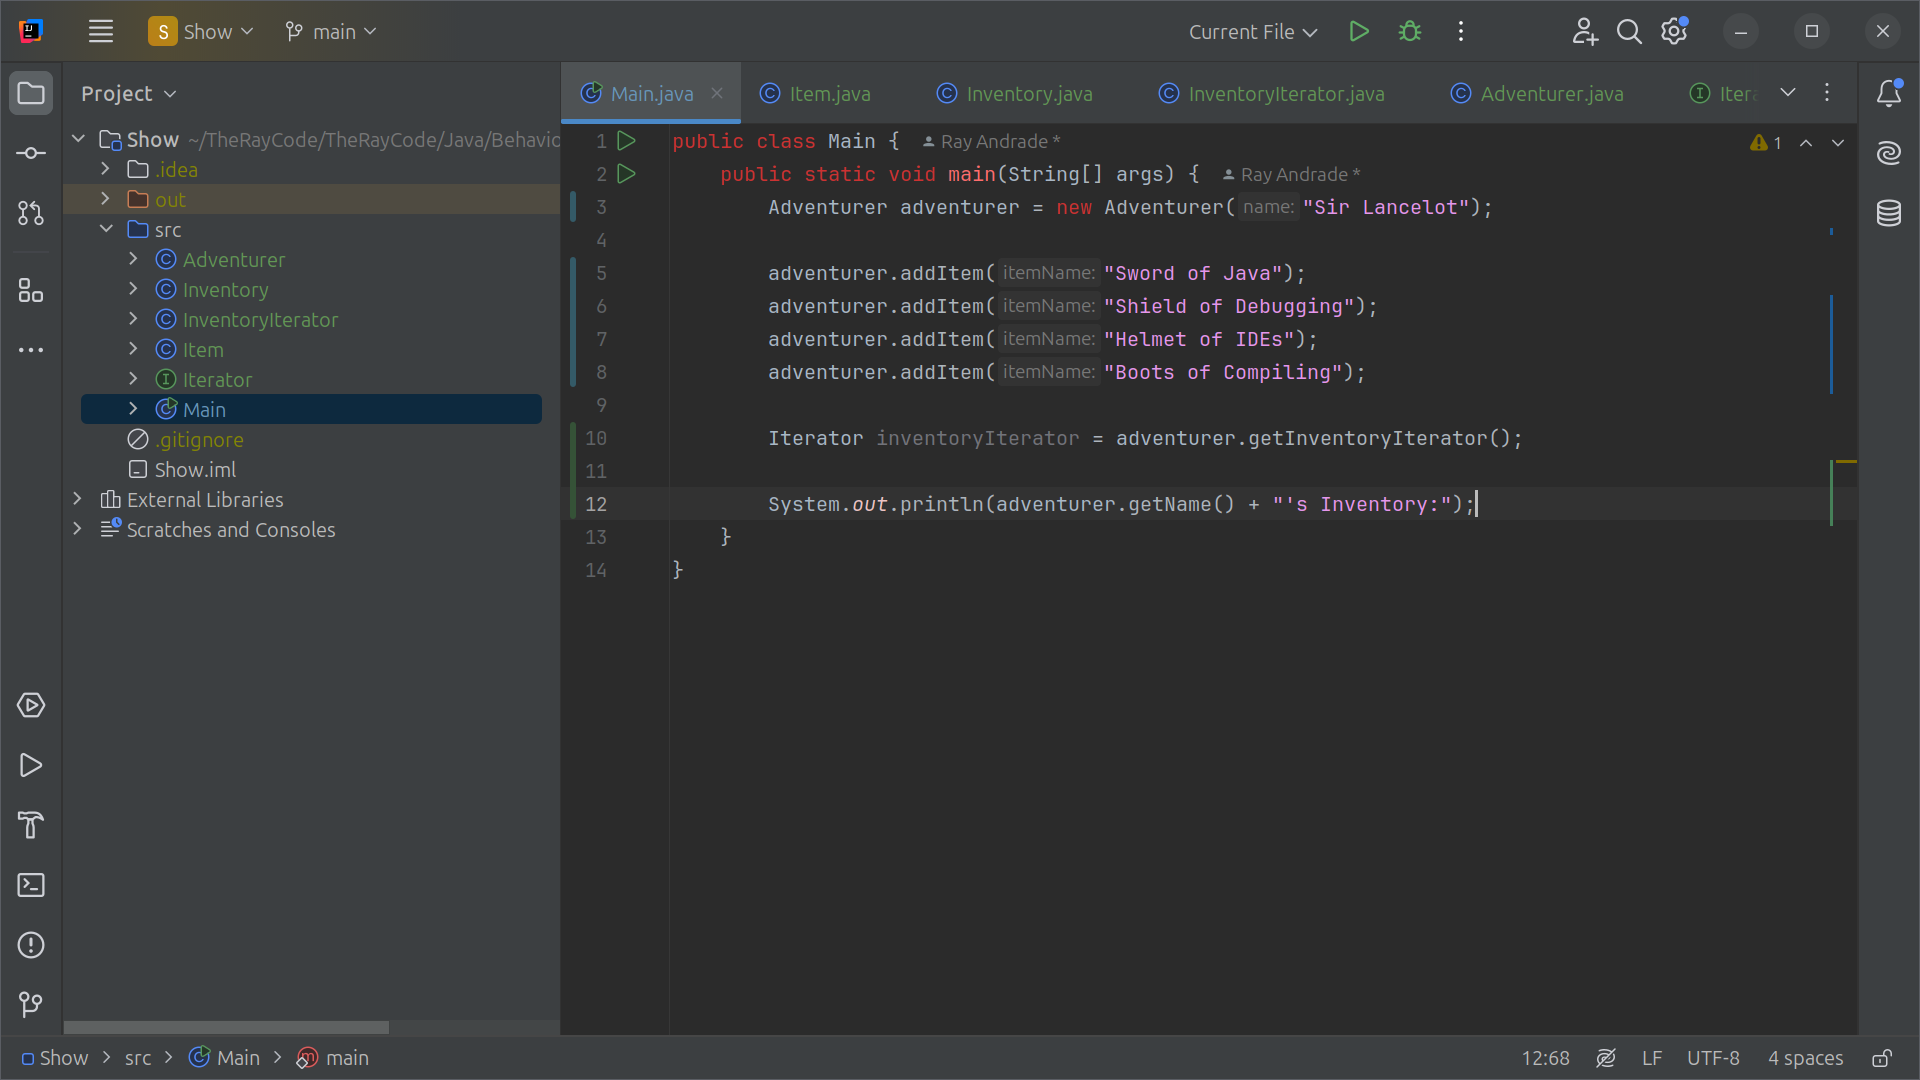 S Show main Current File
Project
Main.java Item.java Inventory.java InventoryIterator.java Adventurer.java Itera
Show ~/TheRayCode/TheRayCode/Java/Behavio
.idea
out
src
Adventurer
Inventory
InventoryIterator
Item
Iterator
Main
.gitignore
Show.iml
External Libraries
Scratches and Consoles
1 public class Main { Ray Andrade *
2 public static void main(String[] args) { Ray Andrade *
3 Adventurer adventurer = new Adventurer( name: "Sir Lancelot");
4
5 adventurer.addItem( itemName: "Sword of Java");
6 adventurer.addItem( itemName: "Shield of Debugging");
7 adventurer.addItem( itemName: "Helmet of IDEs");
8 adventurer.addItem( itemName: "Boots of Compiling");
9
10 Iterator inventoryIterator = adventurer.getInventoryIterator();
11
12 System.out.println(adventurer.getName() + "'s Inventory:");
13 }
14 }
1
Show src Main main 12:68 LF UTF-8 4 spaces